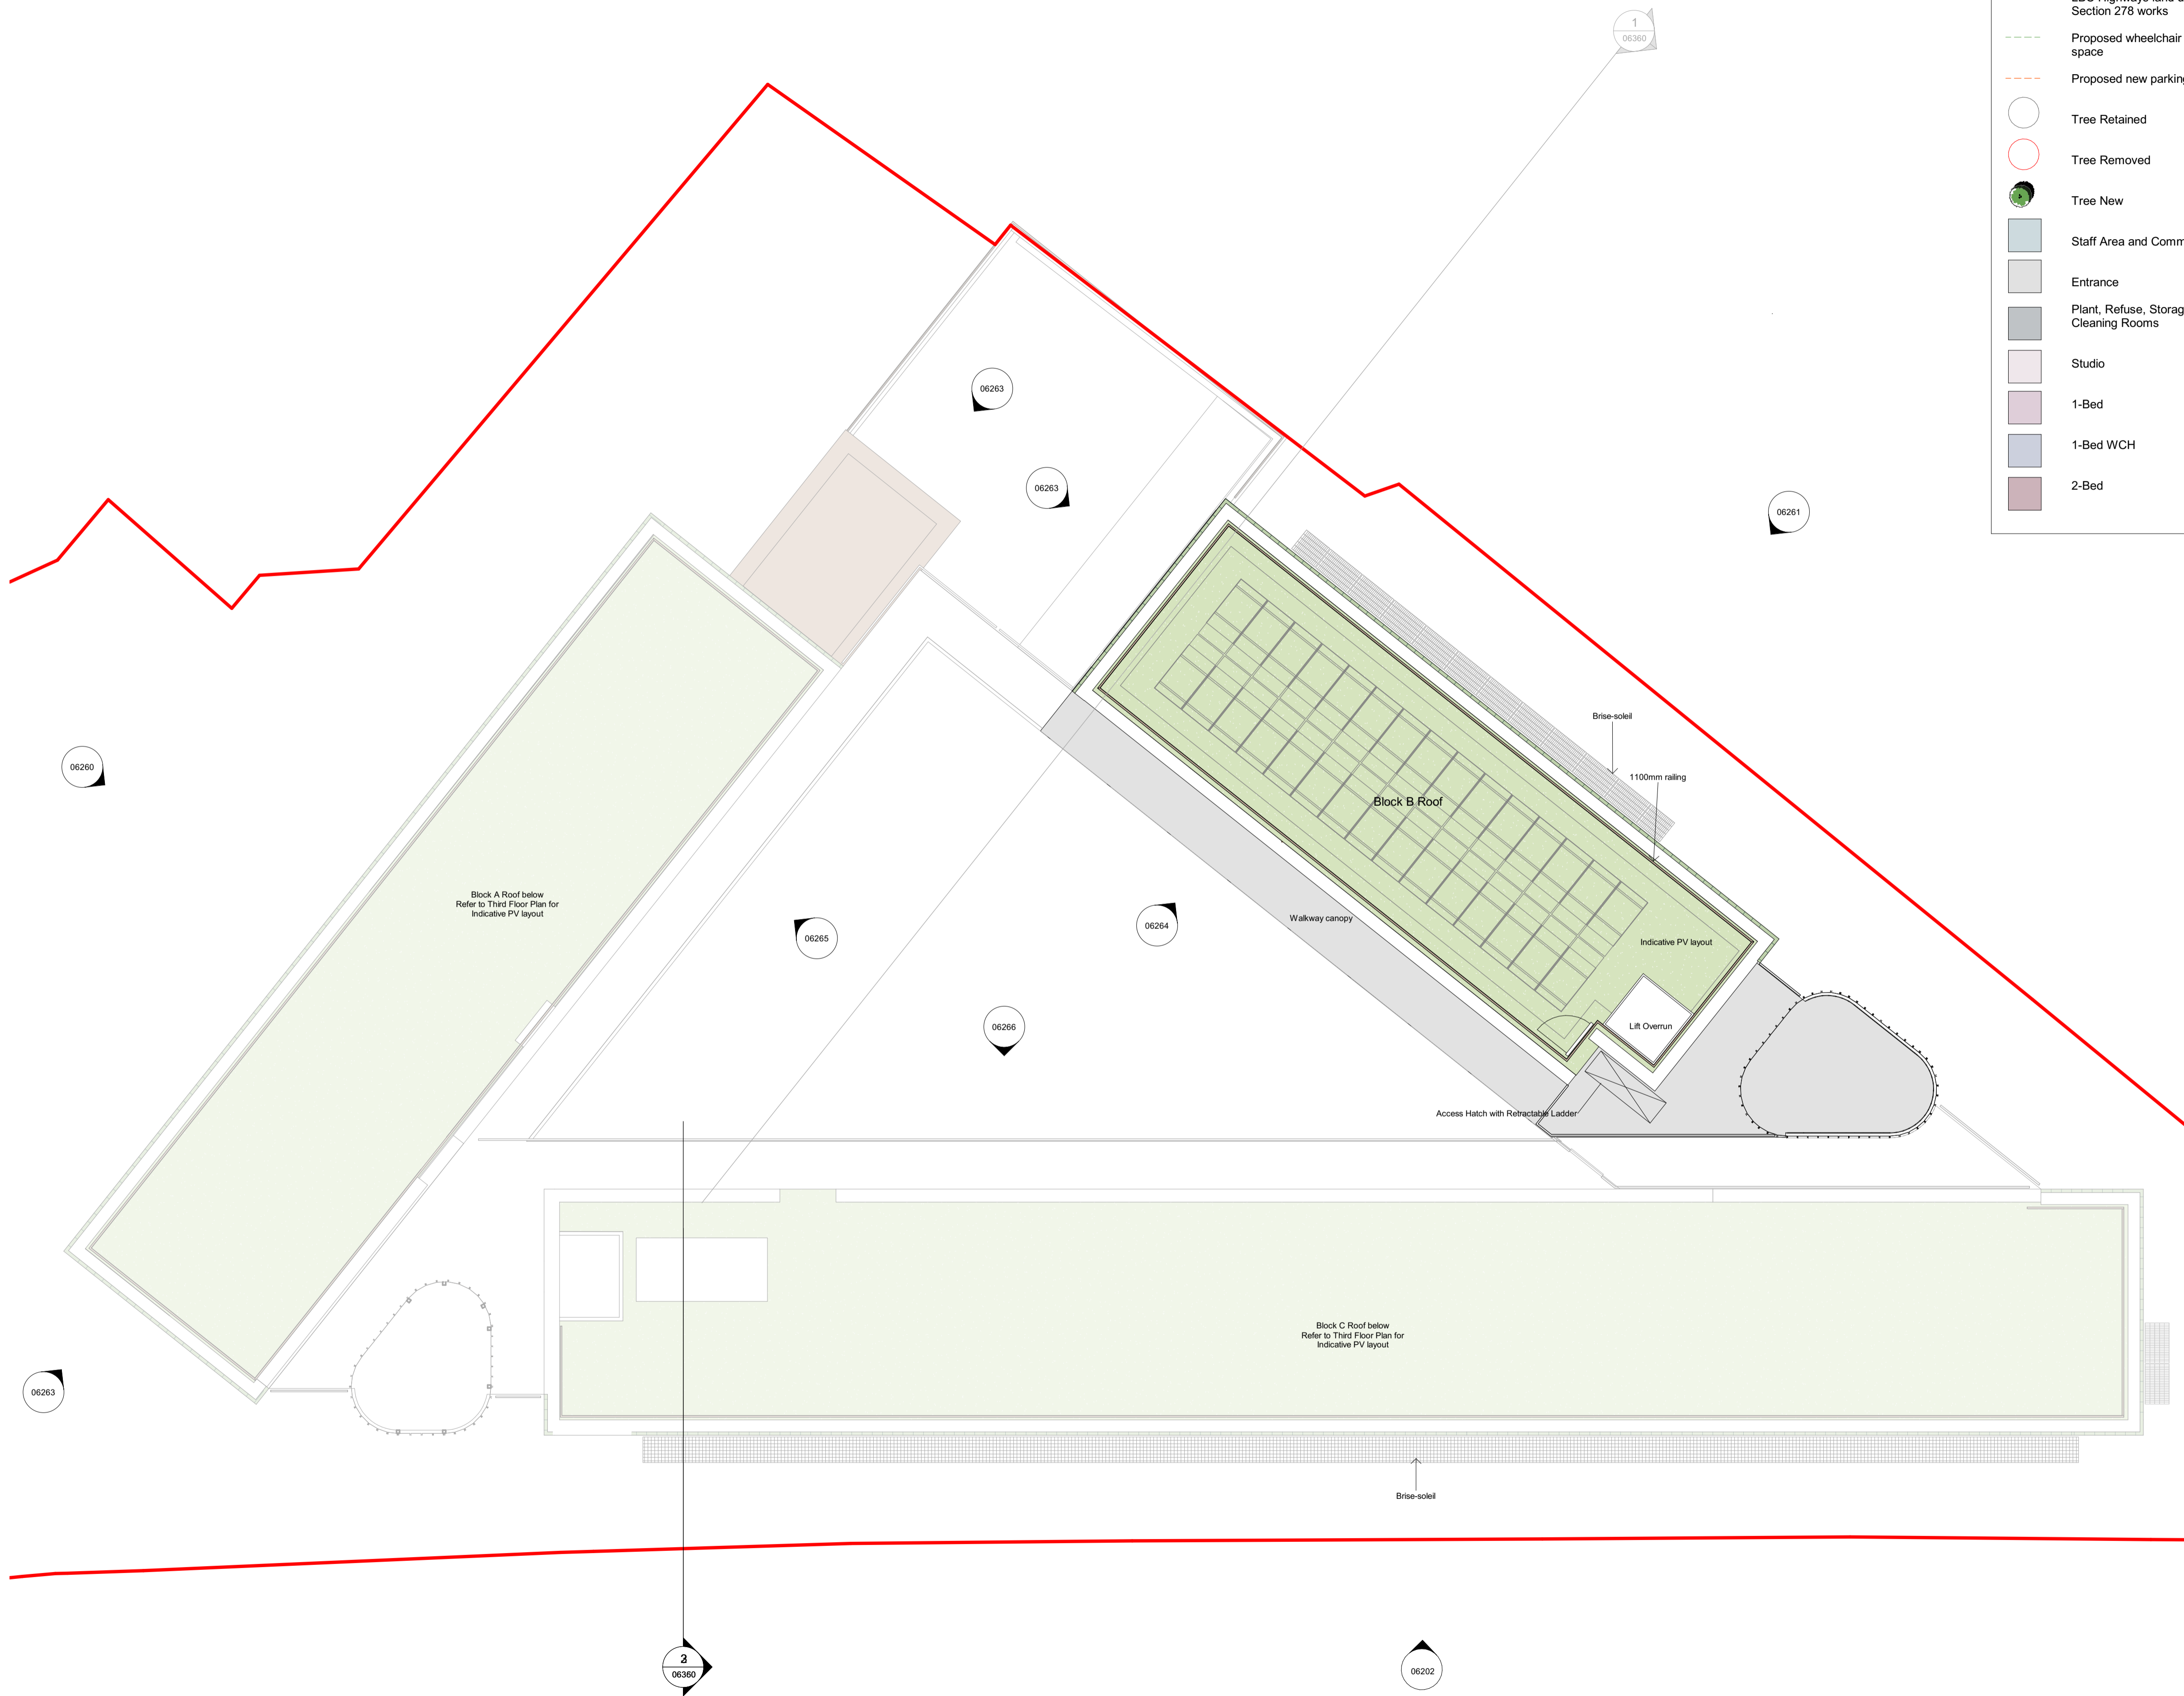 1
06360
Section 278 works
Proposed wheelchair
space
Proposed new parking
Tree Retained
Tree Removed
Tree New
Staff Area and Comm
Entrance
Plant, Refuse, Storag
Cleaning Rooms
Studio
1-Bed
1-Bed WCH
2-Bed
06263
06263
06261
06260
Brise-soleil
1100mm railing
Block B Roof
Block A Roof below
Refer to Third Floor Plan for
Indicative PV layout
Walkway canopy
06265
06264
Indicative PV layout
06266
Lift Overrun
Access Hatch with Retractable Ladder
Block C Roof below
Refer to Third Floor Plan for
Indicative PV layout
06263
Brise-soleil
06360
06202